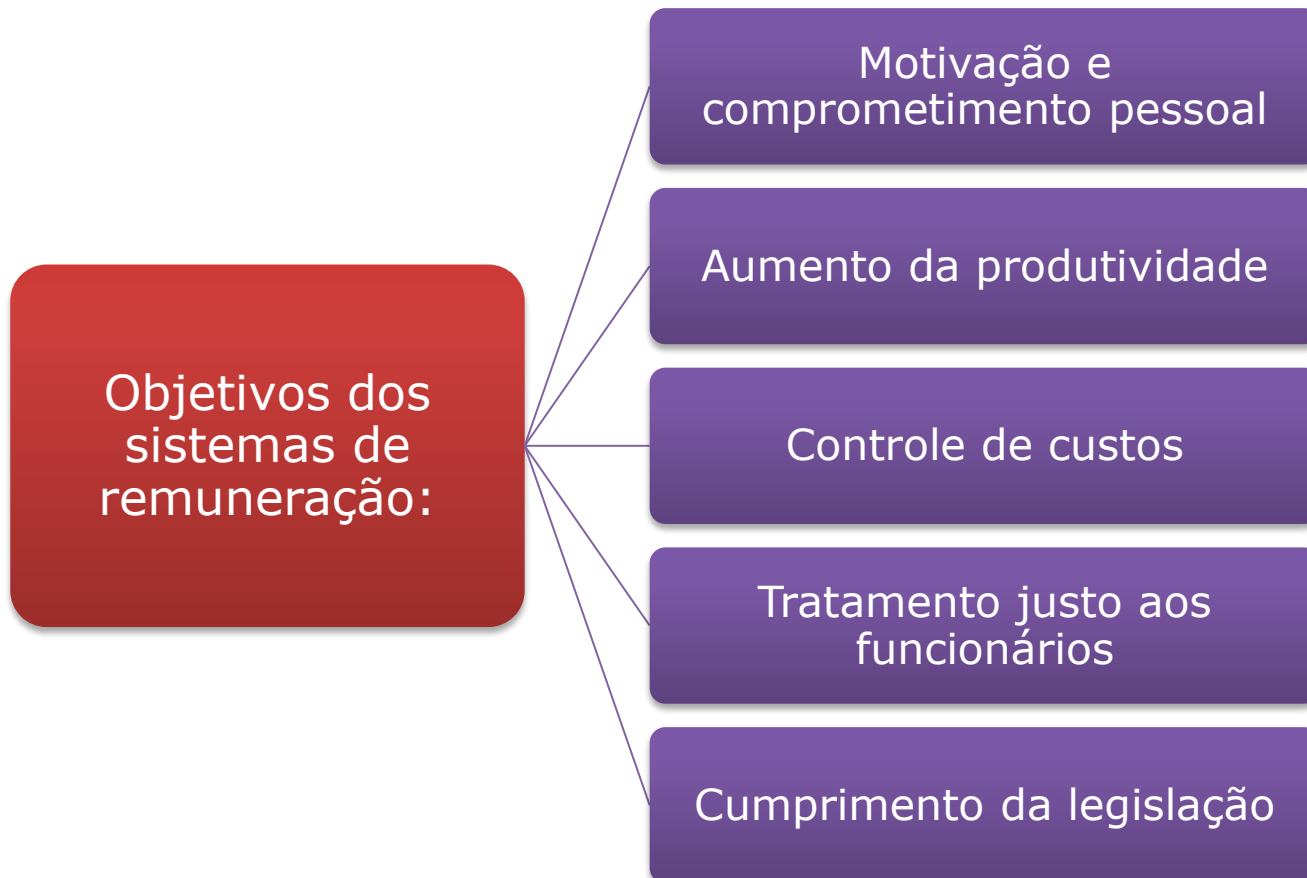 Objetivos dos
sistemas de
remuneração:
Motivação e
comprometimento pessoal
Aumento da produtividade
Controle de custos
Tratamento justo aos
funcionários
Cumprimento da legislação